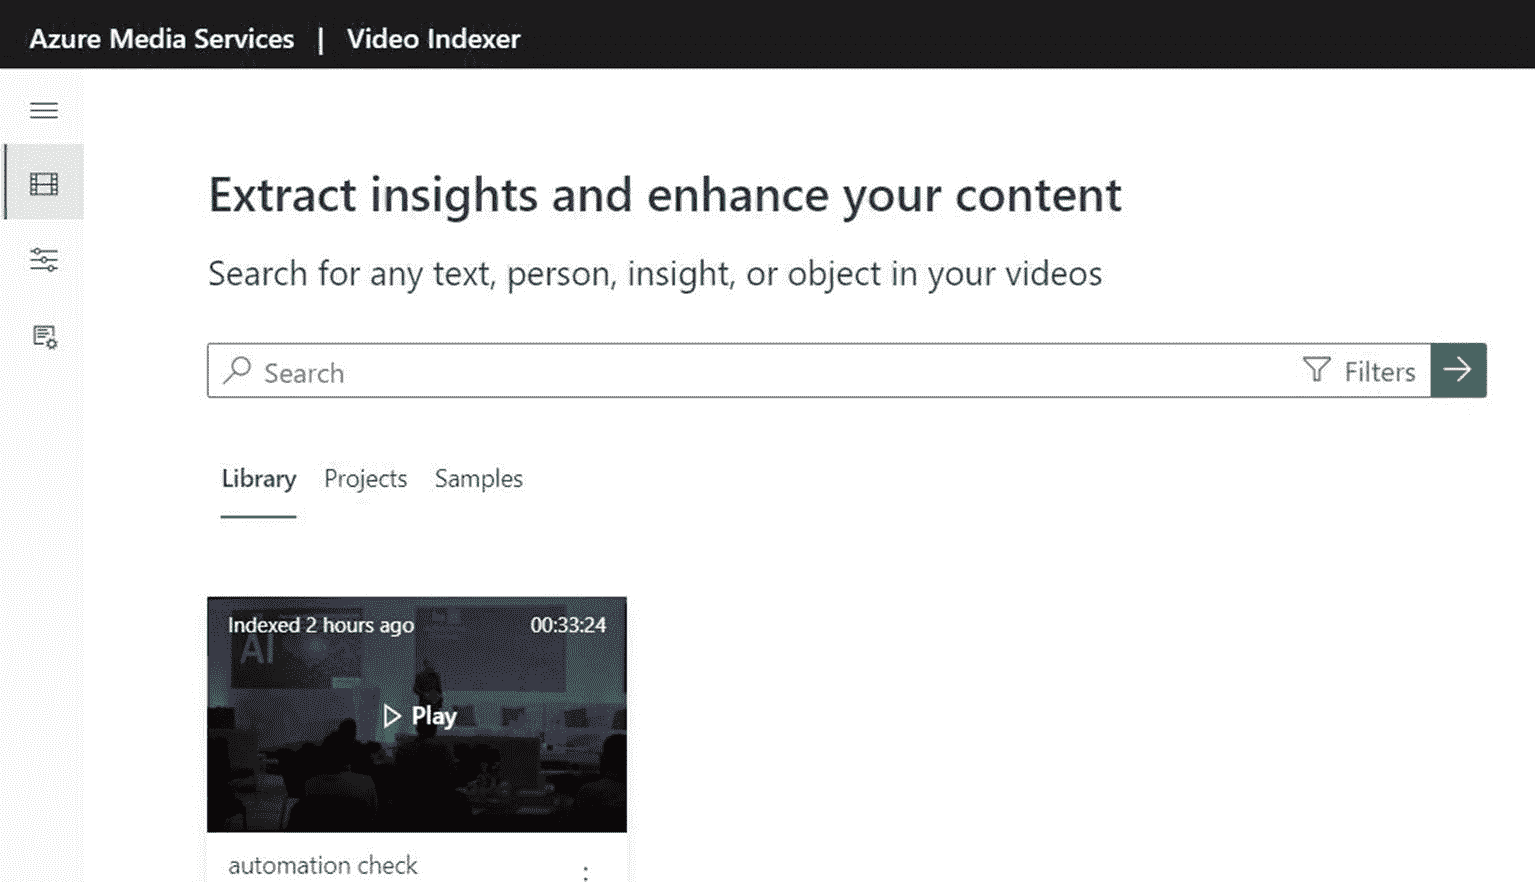 Azure Media Services | Video Indexer
Extract insights and enhance your content
Search for any text, person, insight, or object in your videos
Search Filters
Library Projects Samples
Indexed 2 hours ago 00:33:24
AI
Play
automation check